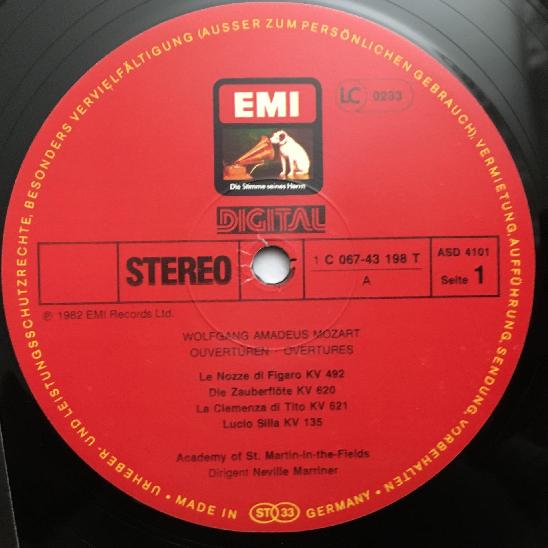 URHEBER- UND LEISTUNGSSCHUTZRECHTE, BESONDERS VERVIELFÄLTIGUNG (AUSSER ZUM PERSÖNLICHEN GEBRAUCH), VERMIETUNG, AUFFÜHRUNG, SENDUNG, VORBEHALTEN
EMI
LC 0233
Die Stimme seines Herrn
DIGITAL
STEREO
1 C 067-43 198 T
A
ASD 4101
Seite 1
℗ 1982 EMI Records Ltd.
WOLFGANG AMADEUS MOZART
OUVERTÜREN · OVERTURES
Le Nozze di Figaro KV 492
Die Zauberflöte KV 620
La Clemenza di Tito KV 621
Lucio Silla KV 135
Academy of St. Martin-in-the-Fields
Dirigent Neville Marriner
• MADE IN ST 33 GERMANY •